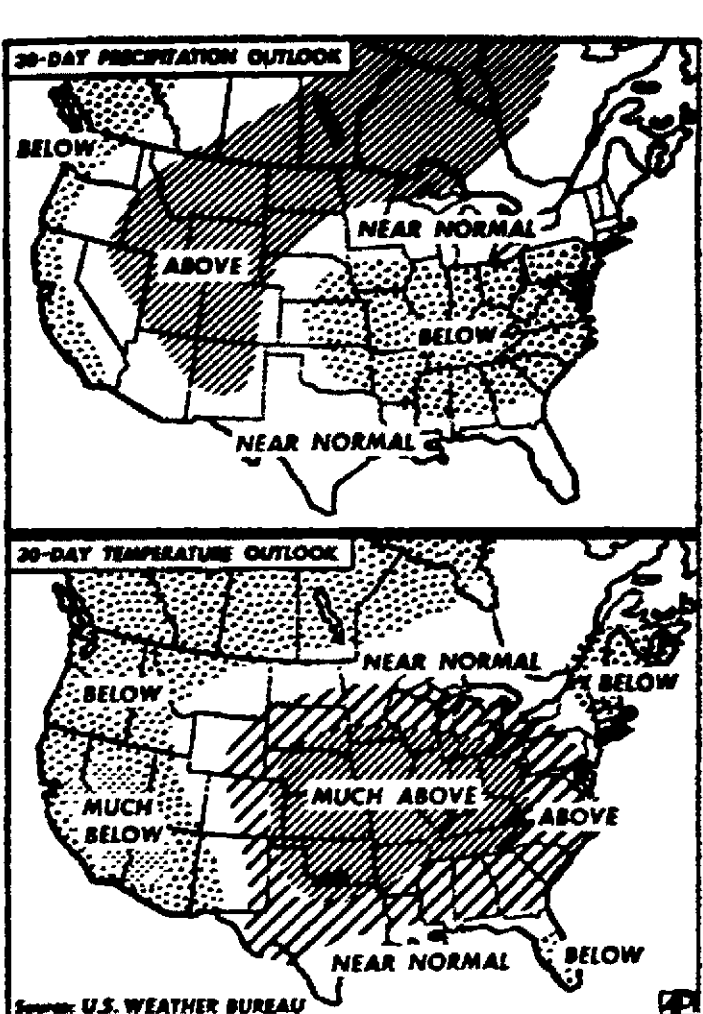 30-DAY PRECIPITATION OUTLOOK
BELOW
NEAR NORMAL
ABOVE
BELOW
NEAR NORMAL
30-DAY TEMPERATURE OUTLOOK
NEAR NORMAL
BELOW
BELOW
MUCH ABOVE
MUCH
BELOW
ABOVE
NEAR NORMAL
BELOW
Source: U.S. WEATHER BUREAU
AP